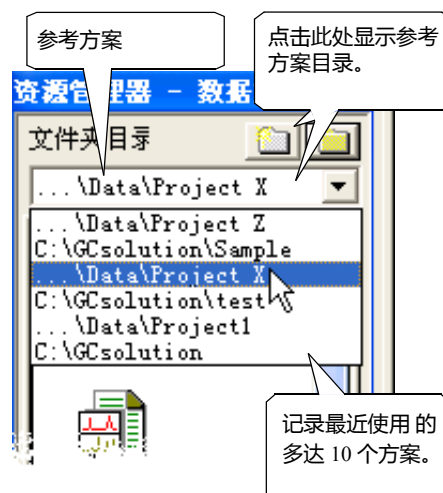 参考方案
点击此处显示参考
方案目录。
资源管理器 - 数据
文件夹目录
...\Data\Project X
...\Data\Project Z
C:\GCsolution\Sample
...\Data\Project X
C:\GCsolution\test
...\Data\Project1
C:\GCsolution
记录最近使用 的
多达 10 个方案。